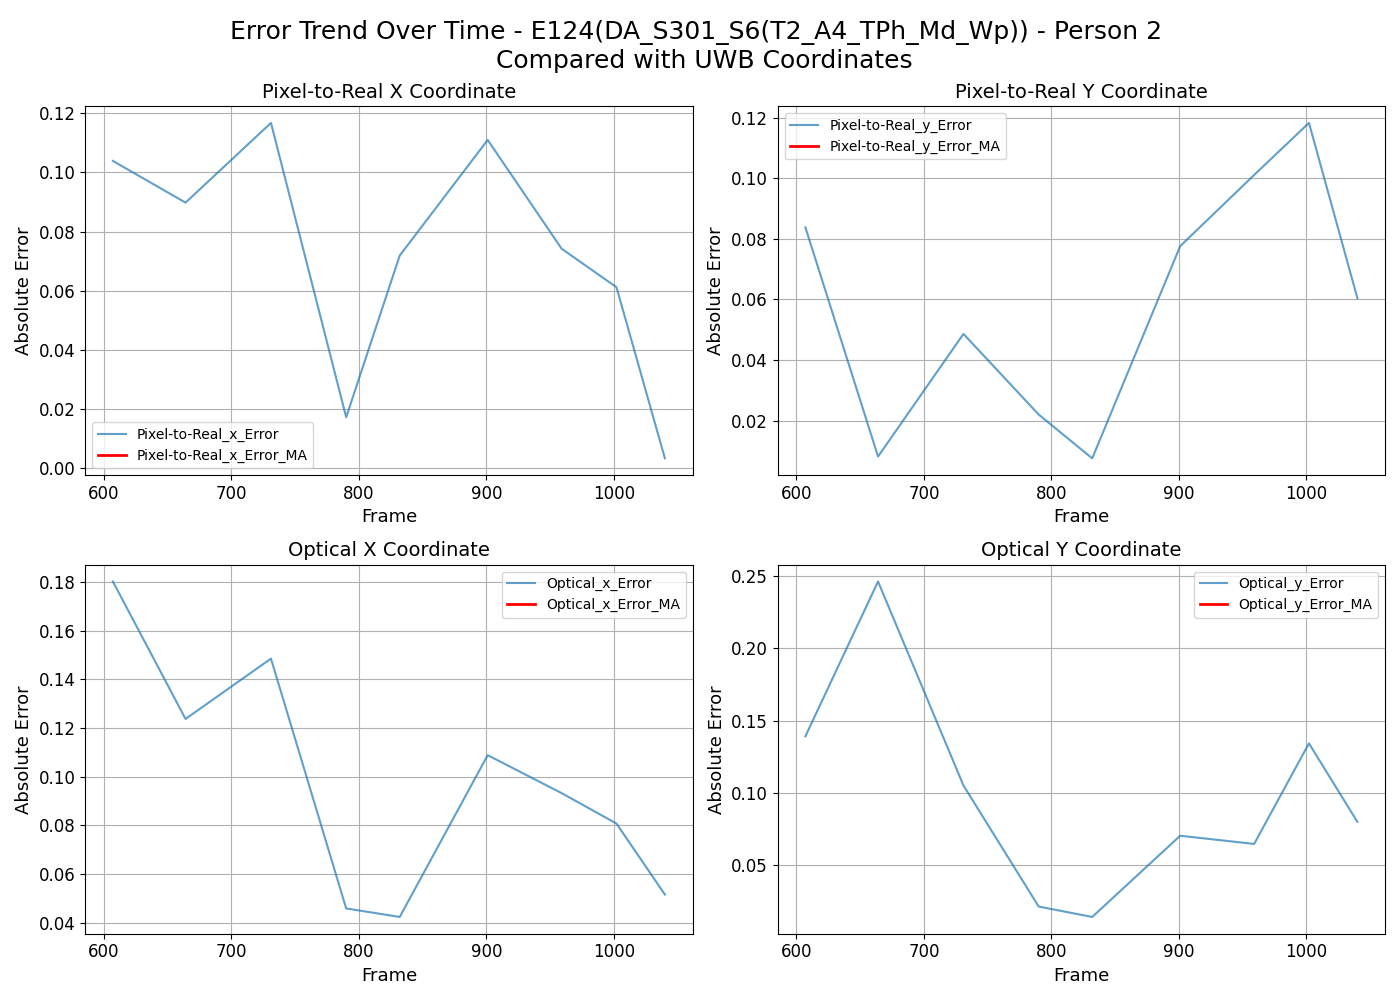 Error Trend Over Time - E124(DA_S301_S6(T2_A4_TPh_Md_Wp)) - Person 2
Compared with UWB Coordinates
Pixel-to-Real X Coordinate
Absolute Error
0.12
0.10
0.08
0.06
0.04
0.02
0.00
Pixel-to-Real_x_Error
Pixel-to-Real_x_Error_MA
600 700 800 900 1000
Frame
Pixel-to-Real Y Coordinate
Absolute Error
0.12
0.10
0.08
0.06
0.04
0.02
Pixel-to-Real_y_Error
Pixel-to-Real_y_Error_MA
600 700 800 900 1000
Frame
Optical X Coordinate
Absolute Error
0.18
0.16
0.14
0.12
0.10
0.08
0.06
0.04
Optical_x_Error
Optical_x_Error_MA
600 700 800 900 1000
Frame
Optical Y Coordinate
Absolute Error
0.25
0.20
0.15
0.10
0.05
Optical_y_Error
Optical_y_Error_MA
600 700 800 900 1000
Frame